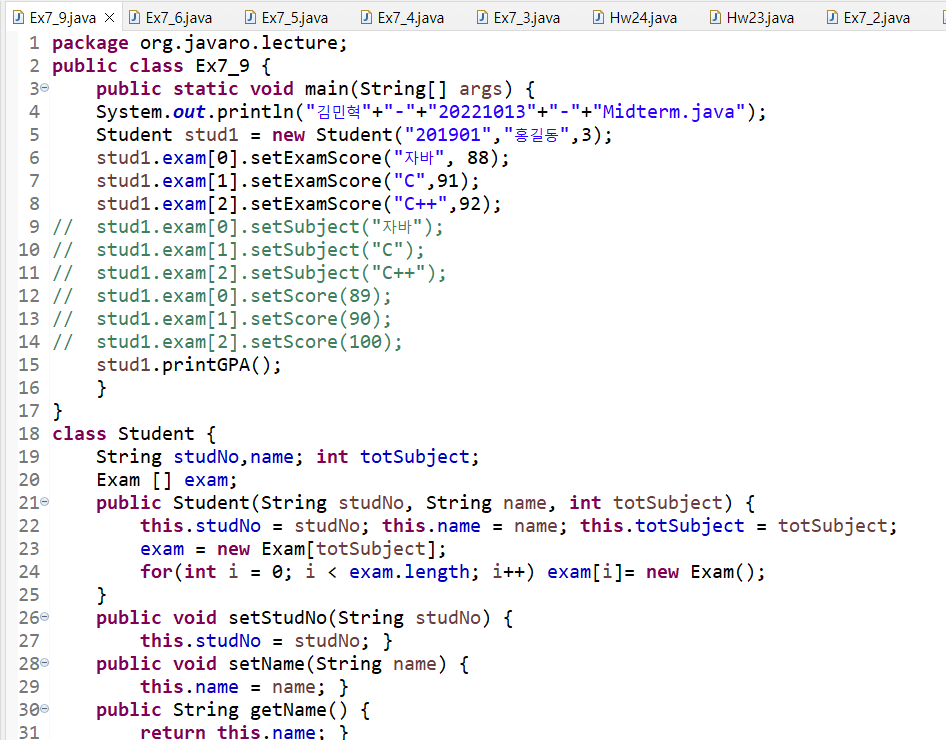 Ex7_9.java Ex7_6.java Ex7_5.java Ex7_4.java Ex7_3.java Hw24.java Hw23.java Ex7_2.java
1 package org.javaro.lecture;
2 public class Ex7_9 {
3 public static void main(String[] args) {
4 System.out.println("김민혁"+"-"+"20221013"+"-"+"Midterm.java");
5 Student stud1 = new Student("201901","홍길동",3);
6 stud1.exam[0].setExamScore("자바", 88);
7 stud1.exam[1].setExamScore("C",91);
8 stud1.exam[2].setExamScore("C++",92);
9 // stud1.exam[0].setSubject("자바");
10 // stud1.exam[1].setSubject("C");
11 // stud1.exam[2].setSubject("C++");
12 // stud1.exam[0].setScore(89);
13 // stud1.exam[1].setScore(90);
14 // stud1.exam[2].setScore(100);
15 stud1.printGPA();
16 }
17 }
18 class Student {
19 String studNo,name; int totSubject;
20 Exam [] exam;
21 public Student(String studNo, String name, int totSubject) {
22 this.studNo = studNo; this.name = name; this.totSubject = totSubject;
23 exam = new Exam[totSubject];
24 for(int i = 0; i < exam.length; i++) exam[i]= new Exam();
25 }
26 public void setStudNo(String studNo) {
27 this.studNo = studNo; }
28 public void setName(String name) {
29 this.name = name; }
30 public String getName() {
31 return this.name; }